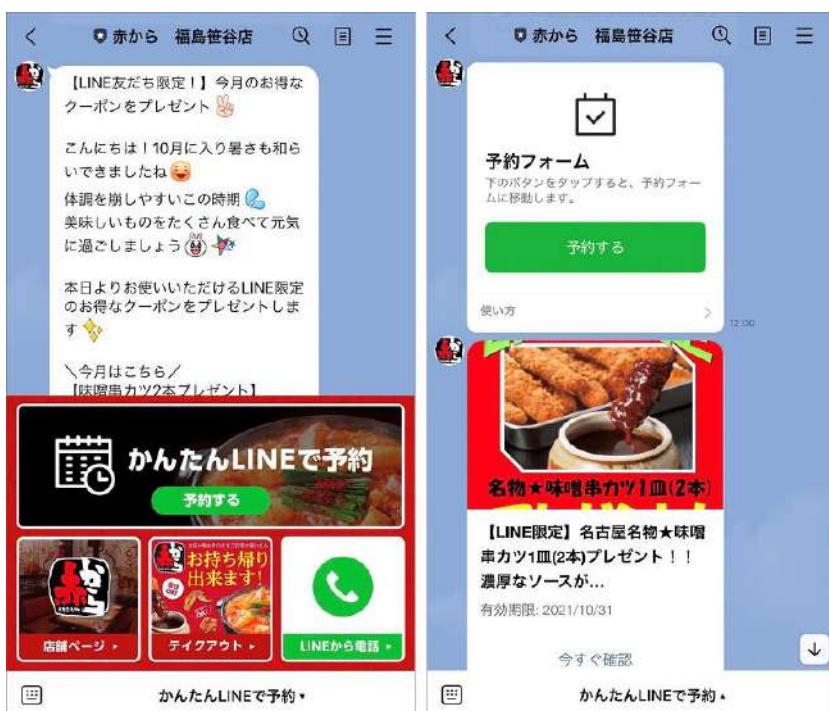 赤から 福島笹谷店
【LINE友だち限定！】今月のお得な
クーポンをプレゼント
こんにちは！10月に入り暑さも和ら
いできましたね
体調を崩しやすいこの時期
美味しいものをたくさん食べて元気
に過ごしましょう
本日よりお使いいただけるLINE限定
のお得なクーポンをプレゼントしま
す
＼今月はこちら／
【味噌串カツ2本プレゼント】
かんたんLINEで予約
予約する
赤から
お持ち帰り
出来ます！
店舗ページ
テイクアウト
LINEから電話
かんたんLINEで予約
赤から 福島笹谷店
予約フォーム
下のボタンをタップすると、予約フォー
ムに移動します。
予約する
使い方
12:00
名物★味噌串カツ1皿(2本)
【LINE限定】名古屋名物★味噌
串カツ1皿(2本)プレゼント！！
濃厚なソースが...
有効期限: 2021/10/31
今すぐ確認
かんたんLINEで予約